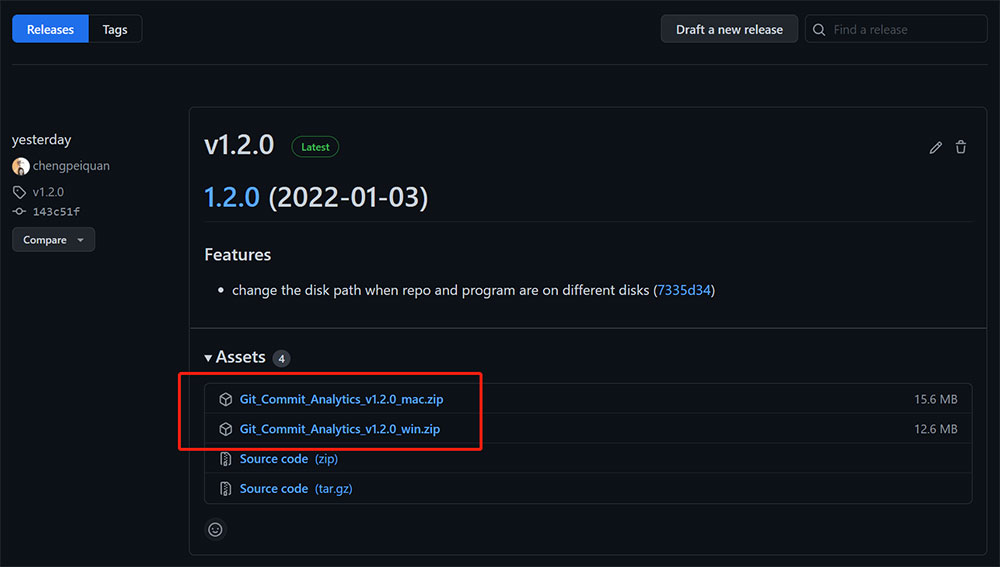 Releases
Tags
Draft a new release
Find a release
yesterday
chengpeiquan
v1.2.0
143c51f
Compare
v1.2.0 Latest
1.2.0 (2022-01-03)
Features
• change the disk path when repo and program are on different disks (7335d34)
Assets 4
Git_Commit_Analytics_v1.2.0_mac.zip 15.6 MB
Git_Commit_Analytics_v1.2.0_win.zip 12.6 MB
Source code (zip)
Source code (tar.gz)